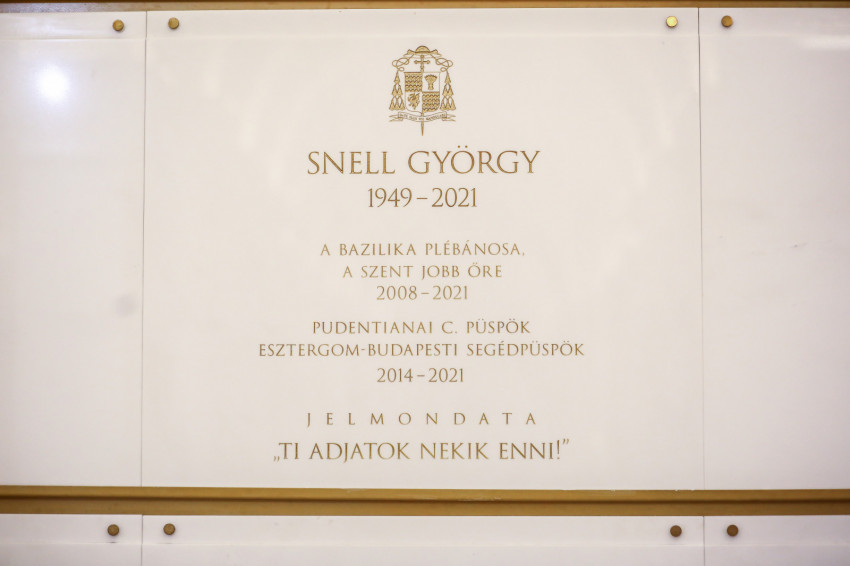 SNELL GYÖRGY
1949 – 2021
A BAZILIKA PLÉBÁNOSA,
A SZENT JOBB ŐRE
2008 – 2021
PUDENTIANAI C. PÜSPÖK
ESZTERGOM-BUDAPESTI SEGÉDPÜSPÖK
2014 – 2021
JELMONDATA
„TI ADJATOK NEKIK ENNI!”